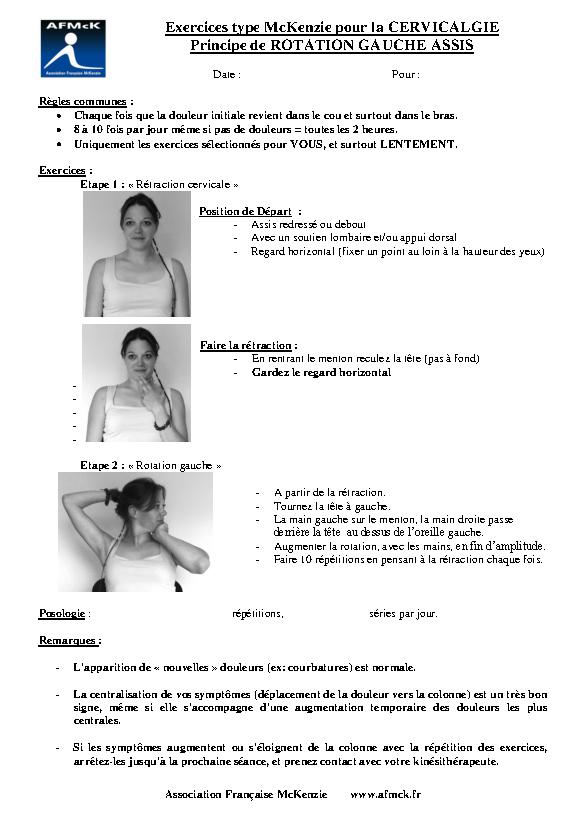 AFMcK
Association Française McKenzie
Exercices type McKenzie pour la CERVICALGIE
Principe de ROTATION GAUCHE ASSIS
Date : Pour :
Règles communes :
• Chaque fois que la douleur initiale revient dans le cou et surtout dans le bras.
• 8 à 10 fois par jour même si pas de douleurs = toutes les 2 heures.
• Uniquement les exercices sélectionnés pour VOUS, et surtout LENTEMENT.
Exercices :
Etape 1 : « Rétraction cervicale »
Position de Départ :
- Assis redressé ou debout
- Avec un soutien lombaire et/ou appui dorsal
- Regard horizontal (fixer un point au loin à la hauteur des yeux)
Faire la rétraction :
- En rentrant le menton reculez la tête (pas à fond)
- Gardez le regard horizontal
-
-
-
-
-
Etape 2 : « Rotation gauche »
- A partir de la rétraction.
- Tournez la tête à gauche.
- La main gauche sur le menton, la main droite passe
derrière la tête au dessus de l'oreille gauche.
- Augmenter la rotation, avec les mains, en fin d'amplitude.
- Faire 10 répétitions en pensant à la rétraction chaque fois.
Posologie : répétitions, séries par jour.
Remarques :
- L'apparition de « nouvelles » douleurs (ex: courbatures) est normale.
- La centralisation de vos symptômes (déplacement de la douleur vers la colonne) est un très bon
signe, même si elle s'accompagne d'une augmentation temporaire des douleurs les plus
centrales.
- Si les symptômes augmentent ou s'éloignent de la colonne avec la répétition des exercices,
arrêtez-les jusqu'à la prochaine séance, et prenez contact avec votre kinésithérapeute.
Association Française McKenzie www.afmck.fr